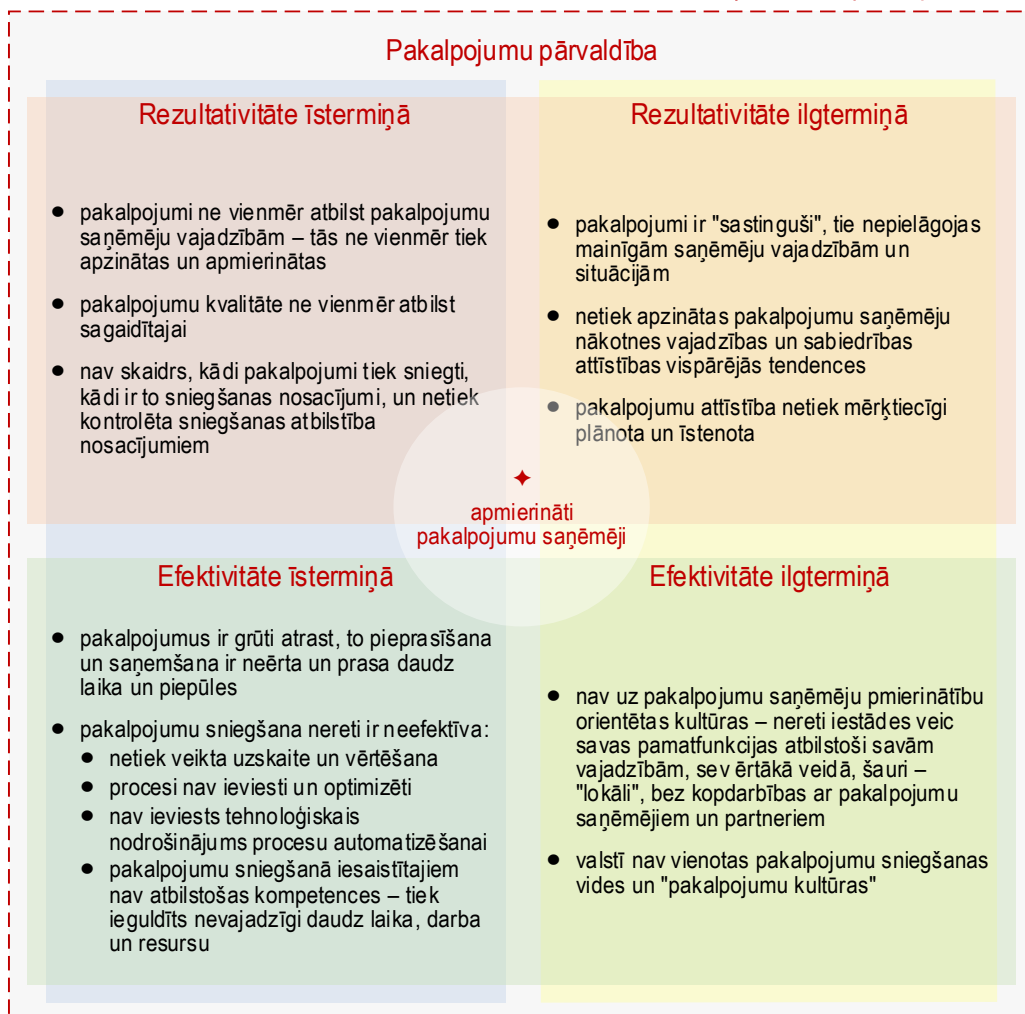 Pakalpojumu pārvaldība
Rezultativitāte īstermiņā
● pakalpojumi ne vienmēr atbilst pakalpojumu
saņēmēju vajadzībām – tās ne vienmēr tiek
apzinātas un apmierinātas
● pakalpojumu kvalitāte ne vienmēr atbilst
sagaidītajai
● nav skaidrs, kādi pakalpojumi tiek sniegti,
kādi ir to sniegšanas nosacījumi, un netiek
kontrolēta sniegšanas atbilstība
nosacījumiem
Rezultativitāte ilgtermiņā
● pakalpojumi ir "sastinguši", tie nepielāgojas
mainīgām saņēmēju vajadzībām un
situācijām
● netiek apzinātas pakalpojumu saņēmēju
nākotnes vajadzības un sabiedrības
attīstības vispārējās tendences
● pakalpojumu attīstība netiek mērķtiecīgi
plānota un īstenota
apmierināti
pakalpojumu saņēmēji
Efektivitāte īstermiņā
● pakalpojumus ir grūti atrast, to pieprasīšana
un saņemšana ir neērta un prasa daudz
laika un piepūles
● pakalpojumu sniegšana nereti ir neefektīva:
● netiek veikta uzskaite un vērtēšana
● procesi nav ieviesti un optimizēti
● nav ieviests tehnoloģiskais
nodrošinājums procesu automatizēšanai
● pakalpojumu sniegšanā iesaistītajiem
nav atbilstošas kompetences – tiek
ieguldīts nevajadzīgi daudz laika, darba
un resursu
Efektivitāte ilgtermiņā
● nav uz pakalpojumu saņēmēju pmierinātību
orientētas kultūras – nereti iestādes veic
savas pamatfunkcijas atbilstoši savām
vajadzībām, sev ērtākā veidā, šauri –
"lokāli", bez kopdarbības ar pakalpojumu
saņēmējiem un partneriem
● valstī nav vienotas pakalpojumu sniegšanas
vides un "pakalpojumu kultūras"